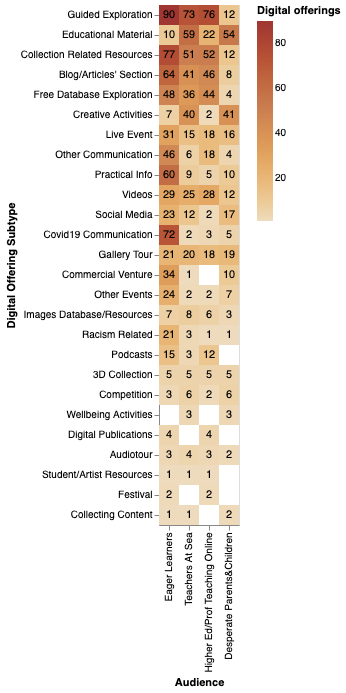 Digital offerings
80
60
40
20
Digital Offering Subtype
Guided Exploration 90 73 76 12
Educational Material 10 59 22 54
Collection Related Resources 77 51 52 12
Blog/Articles' Section 64 41 46 8
Free Database Exploration 48 36 44 4
Creative Activities 7 40 2 41
Live Event 31 15 18 16
Other Communication 46 6 18 4
Practical Info 60 9 5 10
Videos 29 25 28 12
Social Media 23 12 2 17
Covid19 Communication 72 2 3 5
Gallery Tour 21 20 18 19
Commercial Venture 34 1 10
Other Events 24 2 2 7
Images Database/Resources 7 8 6 3
Racism Related 21 3 1 1
Podcasts 15 3 12
3D Collection 5 5 5 5
Competition 3 6 2 6
Wellbeing Activities 3 3
Digital Publications 4 4
Audiotour 3 4 3 2
Student/Artist Resources 1 1 1
Festival 2 2
Collecting Content 1 1 2
Eager Learners
Teachers At Sea
Higher Ed/Prof Teaching Online
Desperate Parents&Children
Audience